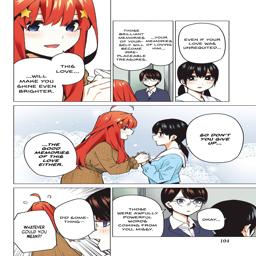 EVEN IF YOUR
LOVE WAS
UNREQUITED...
THOSE
BRILLIANT
MEMORIES
OF YOUR-
SELF WILL
BECOME
IRRE-
PLACEABLE
TREASURES.
...YOUR
MEMORIES
OF LOVING
HIM...
THIS
LOVE...
...WILL
MAKE YOU
SHINE EVEN
BRIGHTER.
SO DON'T
YOU GIVE
UP...
...THE
GOOD
MEMORIES
OF THIS
LOVE
EITHER.
OKAY...
THOSE
WERE AWFULLY
POWERFUL
WORDS
COMING FROM
YOU, MISSY.
DID SOME-
THING--
WHATEVER
COULD YOU
MEAN?!
104